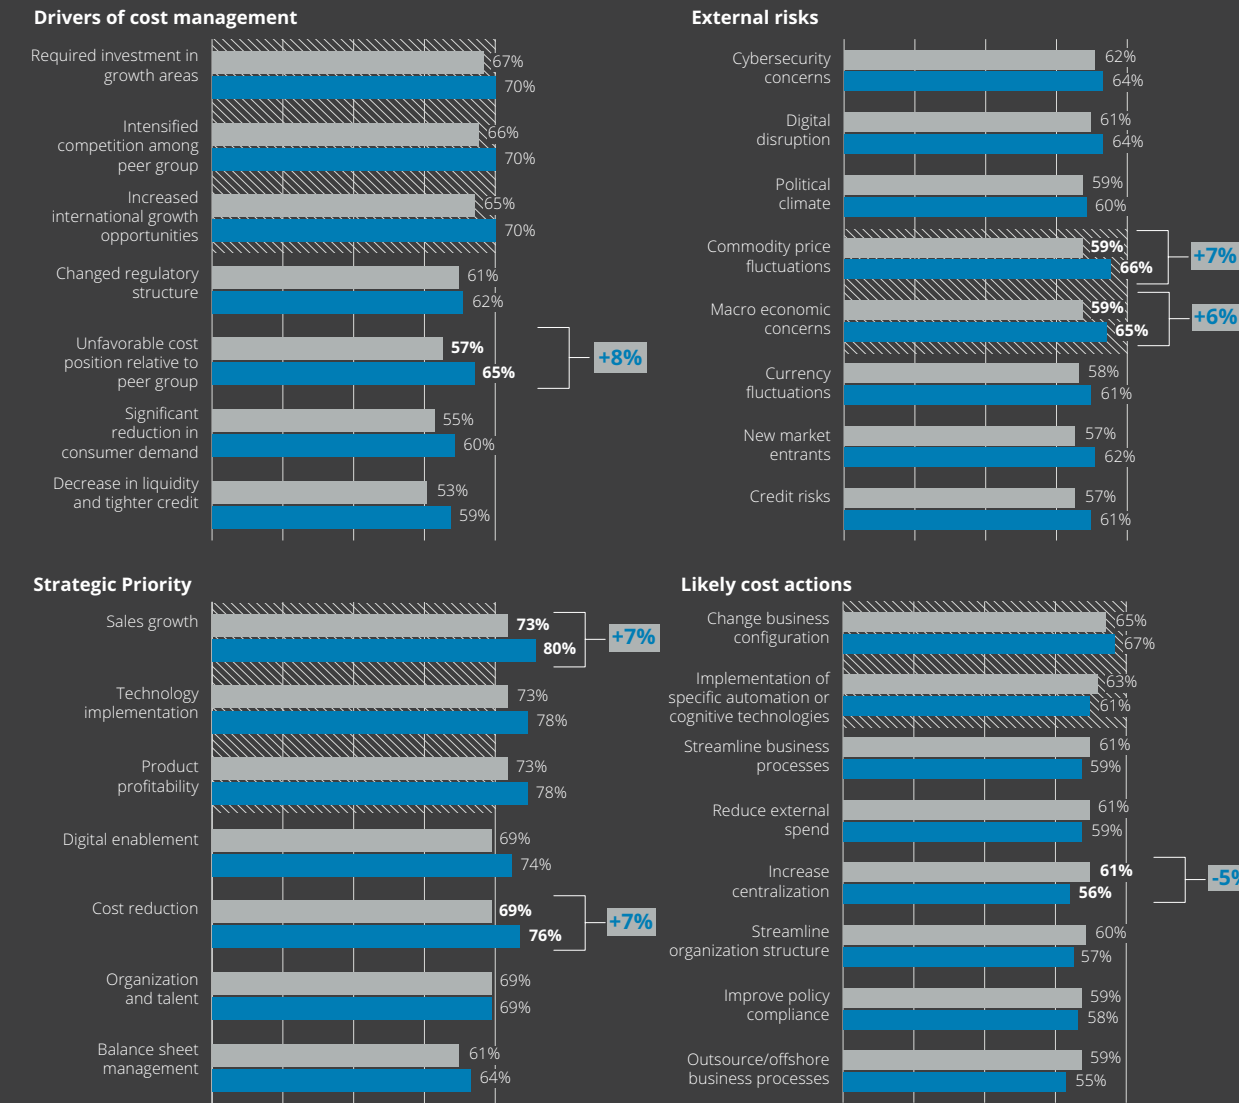 Drivers of cost management
Required investment in
growth areas
67%
70%
Intensified
competition among
peer group
66%
70%
Increased
international growth
opportunities
65%
70%
Changed regulatory
structure
61%
62%
Unfavorable cost
position relative to
peer group
57%
65%
+8%
Significant
reduction in
consumer demand
55%
60%
Decrease in liquidity
and tighter credit
53%
59%
External risks
Cybersecurity
concerns
62%
64%
Digital
disruption
61%
64%
Political
climate
59%
60%
Commodity price
fluctuations
59%
66%
+7%
Macro economic
concerns
59%
65%
+6%
Currency
fluctuations
58%
61%
New market
entrants
57%
62%
Credit risks
57%
61%
Strategic Priority
Sales growth
73%
80%
+7%
Technology
implementation
73%
78%
Product
profitability
73%
78%
Digital enablement
69%
74%
Cost reduction
69%
76%
+7%
Organization
and talent
69%
69%
Balance sheet
management
61%
64%
Likely cost actions
Change business
configuration
65%
67%
Implementation of
specific automation or
cognitive technologies
63%
61%
Streamline business
processes
61%
59%
Reduce external
spend
61%
59%
Increase
centralization
61%
56%
-5%
Streamline
organization structure
60%
57%
Improve policy
compliance
59%
58%
Outsource/offshore
business processes
59%
55%